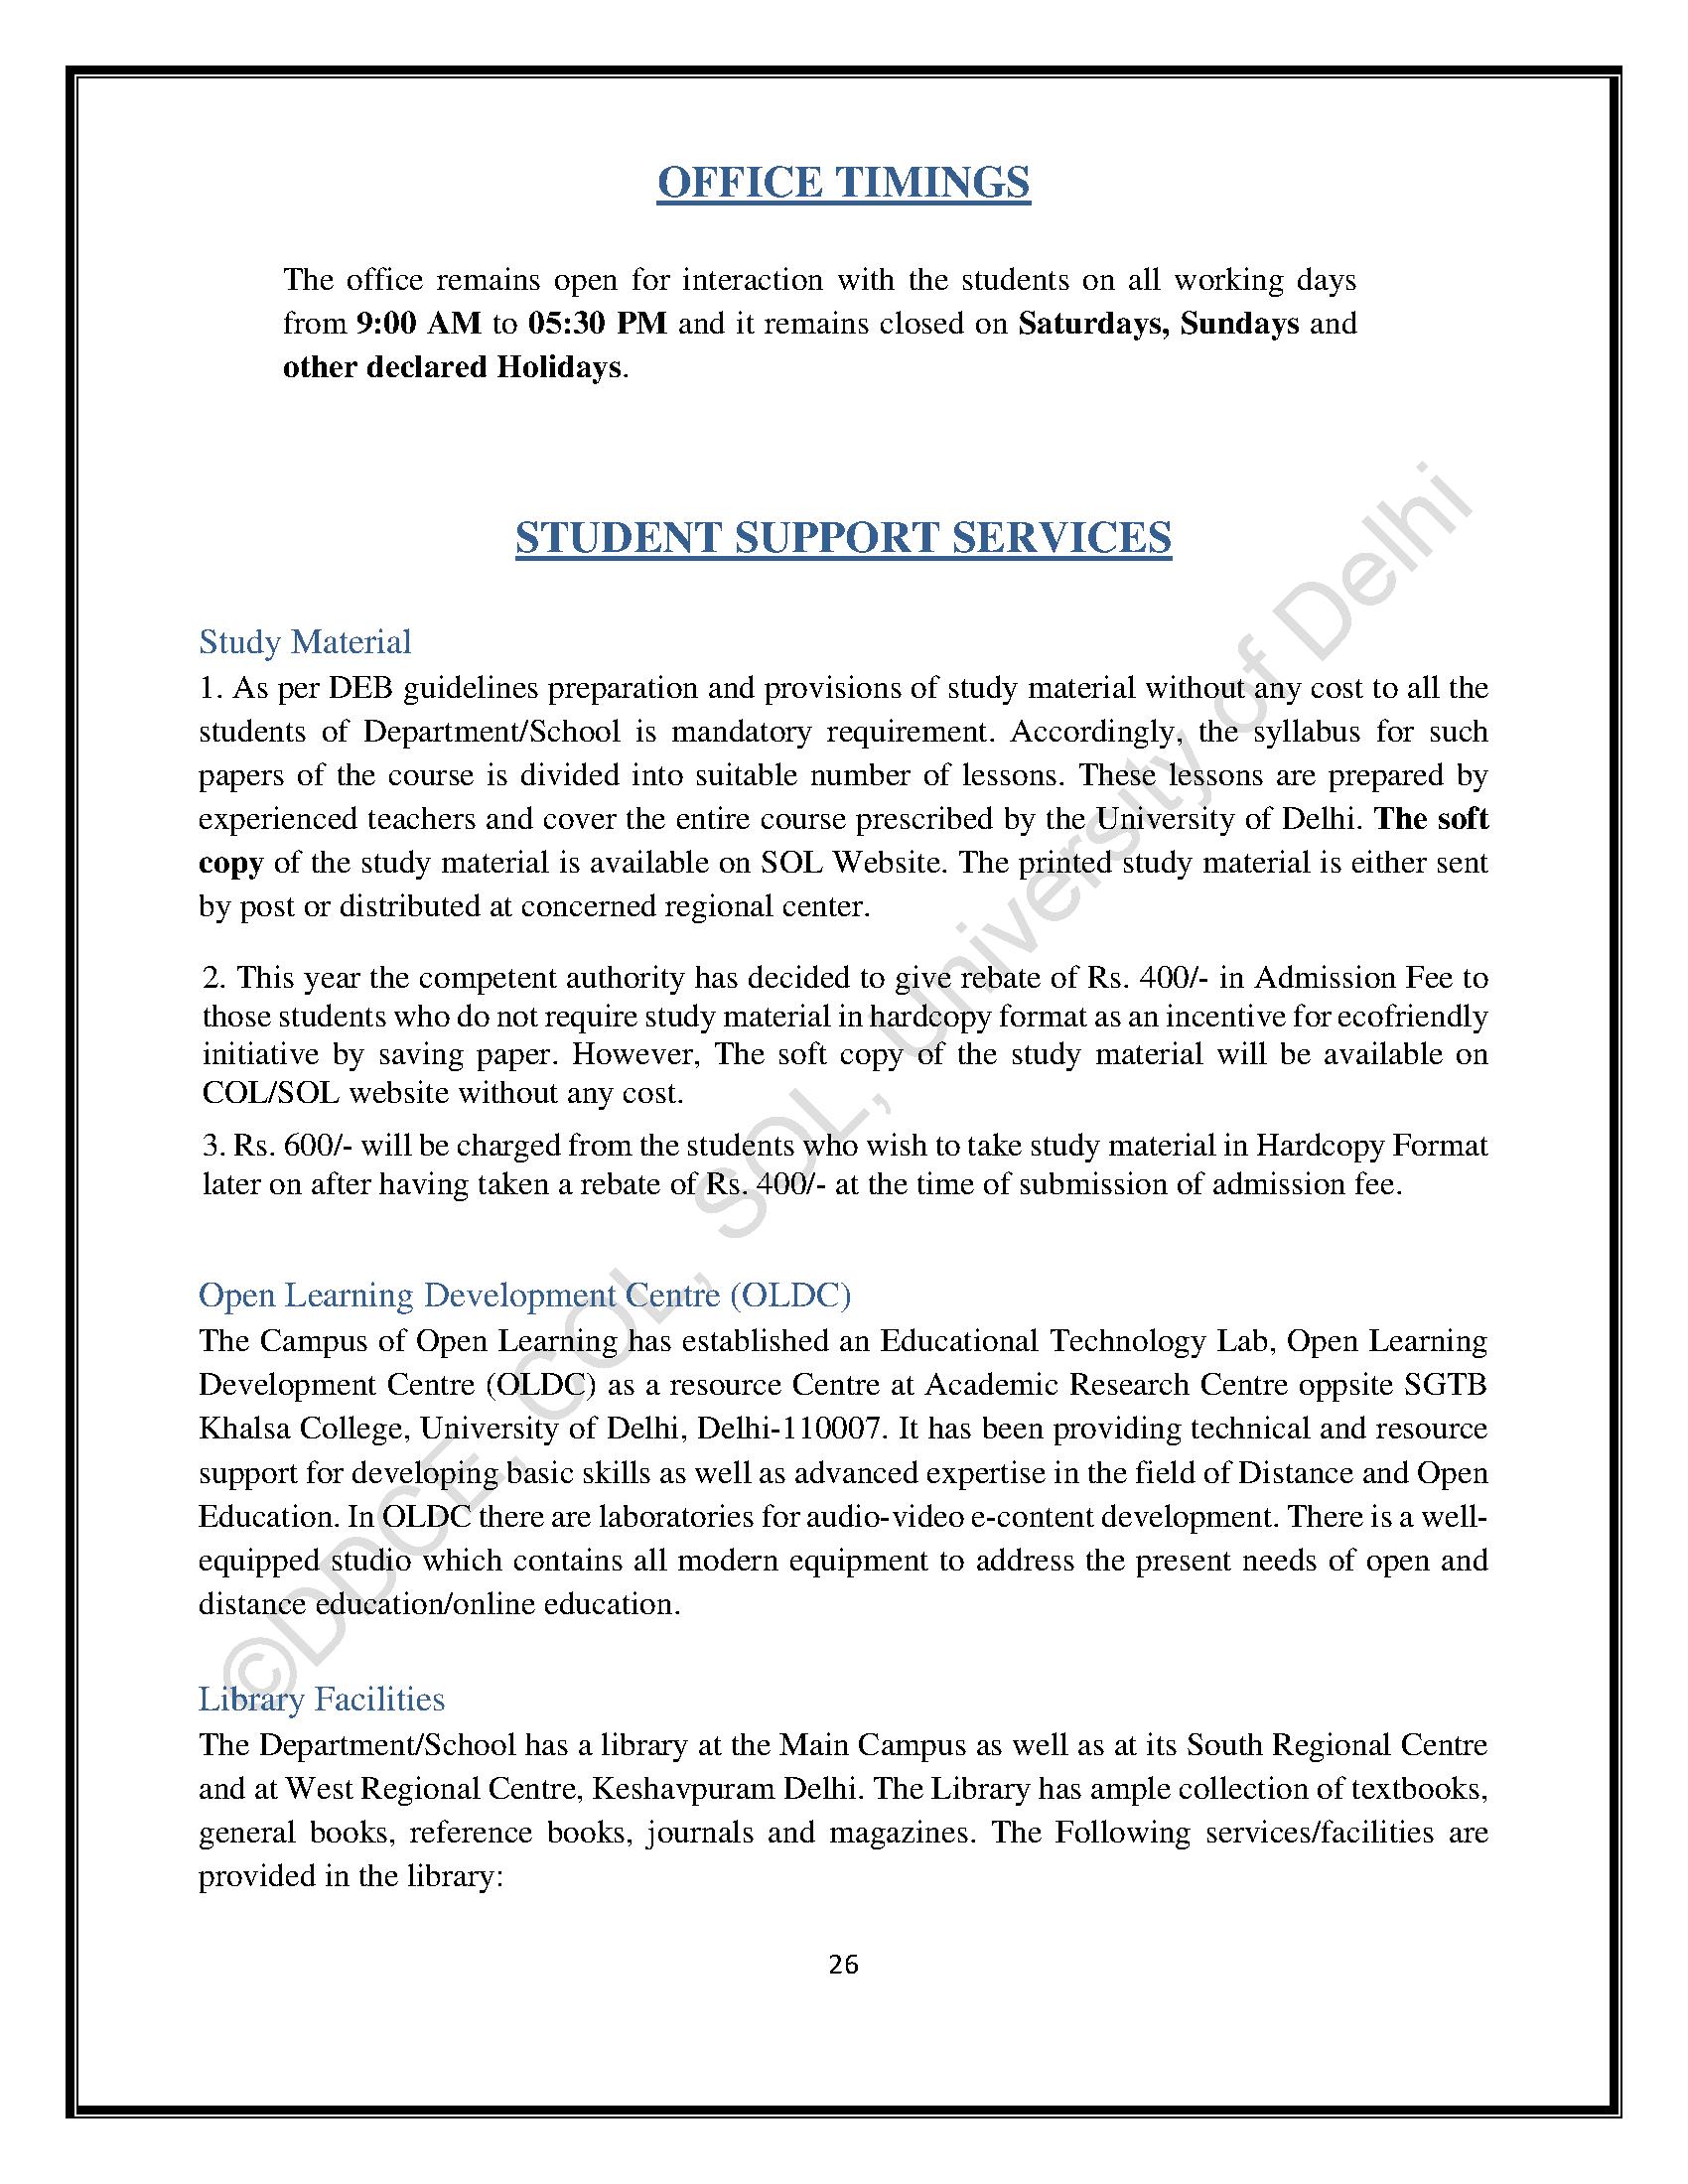 OFFICE TIMINGS
The office remains open for interaction with the students on all working days
from 9:00 AM to 05:30 PM and it remains closed on Saturdays, Sundays and
other declared Holidays.
STUDENT SUPPORT SERVICES
Study Material
1. As per DEB guidelines preparation and provisions of study material without any cost to all the
students of Department/School is mandatory requirement. Accordingly, the syllabus for such
papers of the course is divided into suitable number of lessons. These lessons are prepared by
experienced teachers and cover the entire course prescribed by the University of Delhi. The soft
copy of the study material is available on SOL Website. The printed study material is either sent
by post or distributed at concerned regional center.
2. This year the competent authority has decided to give rebate of Rs. 400/- in Admission Fee to
those students who do not require study material in hardcopy format as an incentive for ecofriendly
initiative by saving paper. However, The soft copy of the study material will be available on
COL/SOL website without any cost.
3. Rs. 600/- will be charged from the students who wish to take study material in Hardcopy Format
later on after having taken a rebate of Rs. 400/- at the time of submission of admission fee.
Open Learning Development Centre (OLDC)
The Campus of Open Learning has established an Educational Technology Lab, Open Learning
Development Centre (OLDC) as a resource Centre at Academic Research Centre oppsite SGTB
Khalsa College, University of Delhi, Delhi-110007. It has been providing technical and resource
support for developing basic skills as well as advanced expertise in the field of Distance and Open
Education. In OLDC there are laboratories for audio-video e-content development. There is a well-
equipped studio which contains all modern equipment to address the present needs of open and
distance education/online education.
Library Facilities
The Department/School has a library at the Main Campus as well as at its South Regional Centre
and at West Regional Centre, Keshavpuram Delhi. The Library has ample collection of textbooks,
general books, reference books, journals and magazines. The Following services/facilities are
provided in the library:
26
©DDCE, COL, SOL, University of Delhi